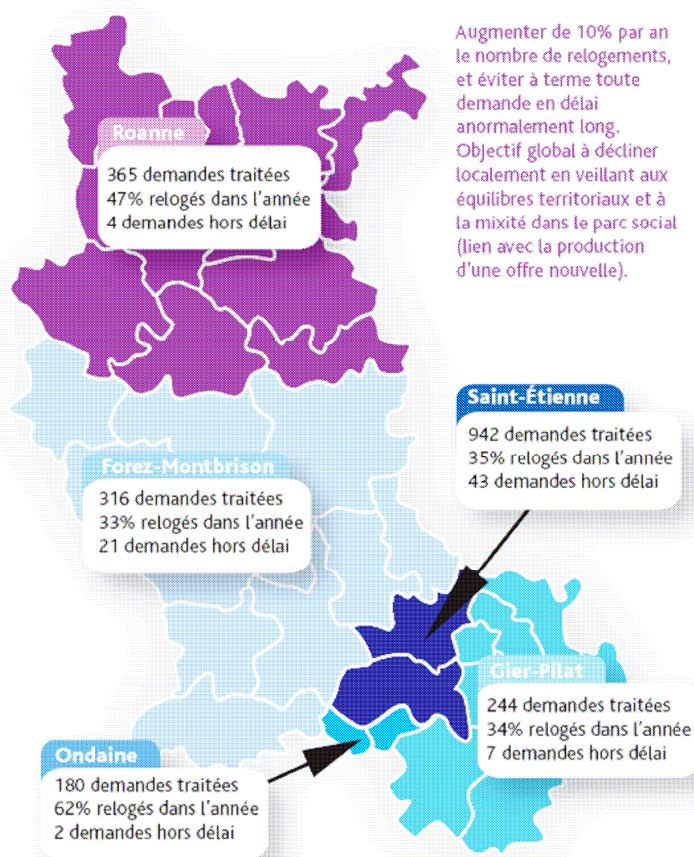 Augmenter de 10% par an
le nombre de relogements,
et éviter à terme toute
demande en délai
anormalement long.
Objectif global à décliner
localement en veillant aux
équilibres territoriaux et à
la mixité dans le parc social
(lien avec la production
d'une offre nouvelle).
Roanne
365 demandes traitées
47% relogés dans l'année
4 demandes hors délai
Saint-Étienne
942 demandes traitées
35% relogés dans l'année
43 demandes hors délai
Forez-Montbrison
316 demandes traitées
33% relogés dans l'année
21 demandes hors délai
Gier-Pilat
244 demandes traitées
34% relogés dans l'année
7 demandes hors délai
Ondaine
180 demandes traitées
62% relogés dans l'année
2 demandes hors délai